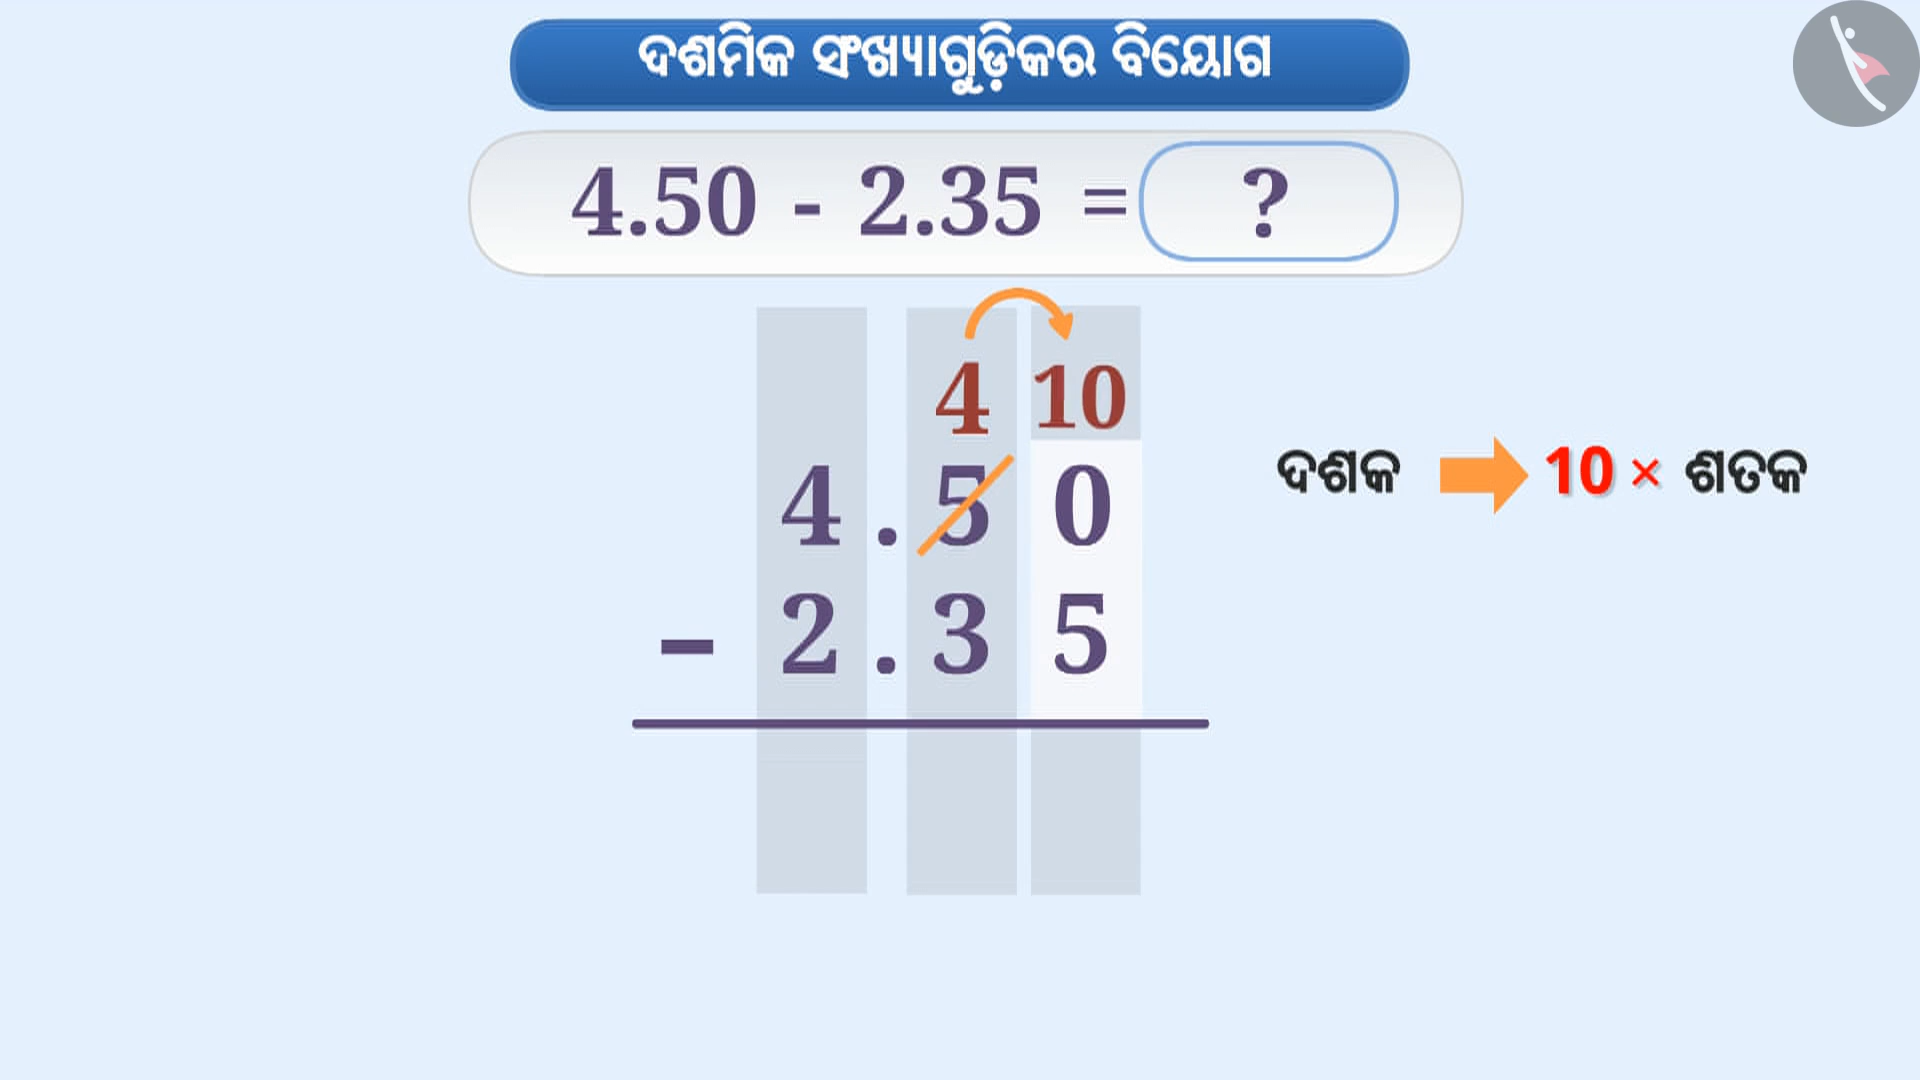 ଦଶମିକ ସଂଖ୍ୟାଗୁଡ଼ିକର ବିୟୋଗ
4.50 - 2.35 = ?
4 10
4 . 5 0
ଦଶକ 10 × ଶତକ
- 2 . 3 5